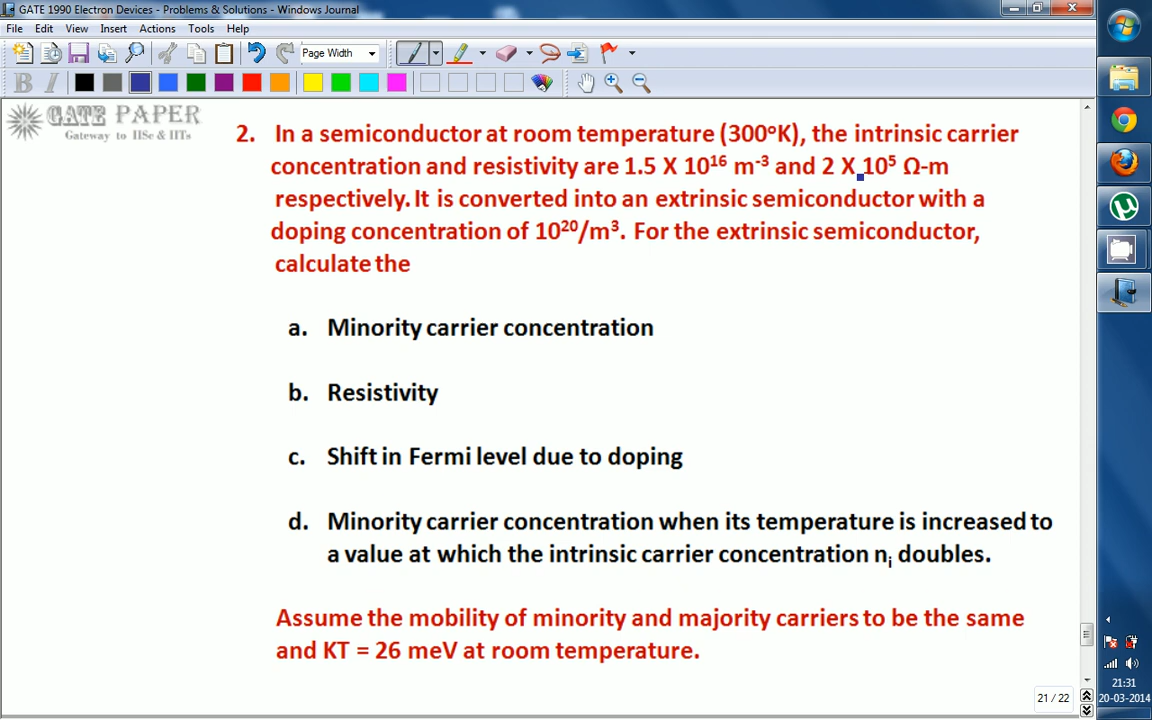 GATE 1990 Electron Devices - Problems & Solutions - Windows Journal
File Edit View Insert Actions Tools Help
Page Width
B I
GATE PAPER
Gateway to IISc & IITs
2. In a semiconductor at room temperature (300°K), the intrinsic carrier
concentration and resistivity are 1.5 X 10¹⁶ m⁻³ and 2 X 10⁵ Ω-m
respectively. It is converted into an extrinsic semiconductor with a
doping concentration of 10²⁰/m³. For the extrinsic semiconductor,
calculate the
a. Minority carrier concentration
b. Resistivity
c. Shift in Fermi level due to doping
d. Minority carrier concentration when its temperature is increased to
a value at which the intrinsic carrier concentration nᵢ doubles.
Assume the mobility of minority and majority carriers to be the same
and KT = 26 meV at room temperature.
21 / 22
21:31
20-03-2014